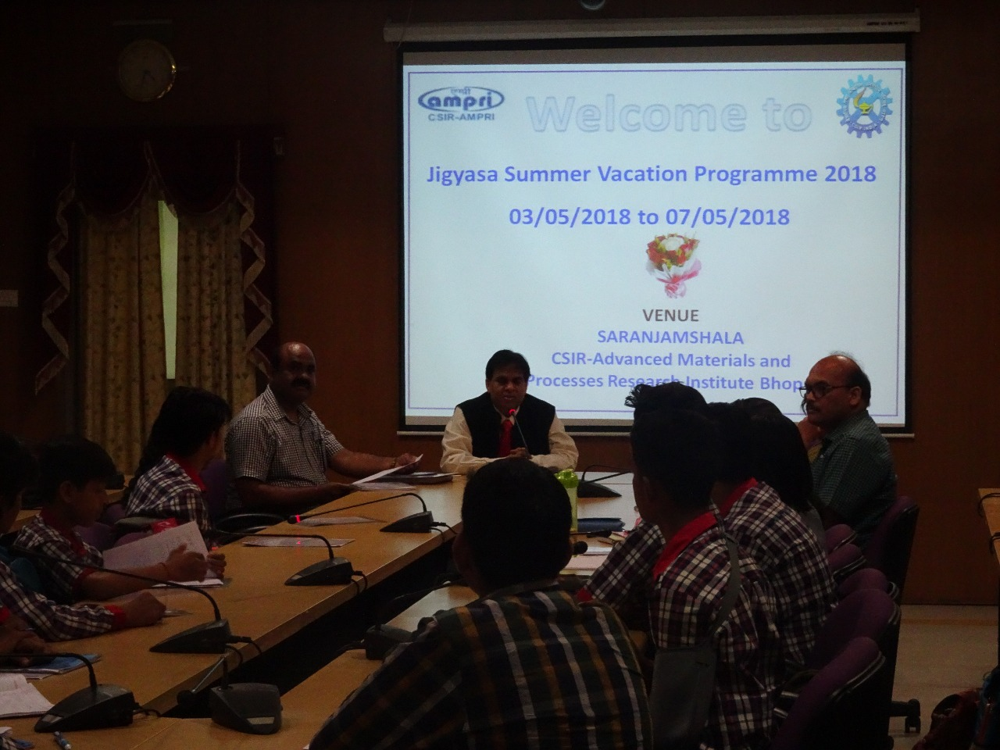 एम्प्री
ampri
CSIR-AMPRI
Welcome to
Jigyasa Summer Vacation Programme 2018
03/05/2018 to 07/05/2018
VENUE
SARANJAMSHALA
CSIR-Advanced Materials and
Processes Research Institute Bhop